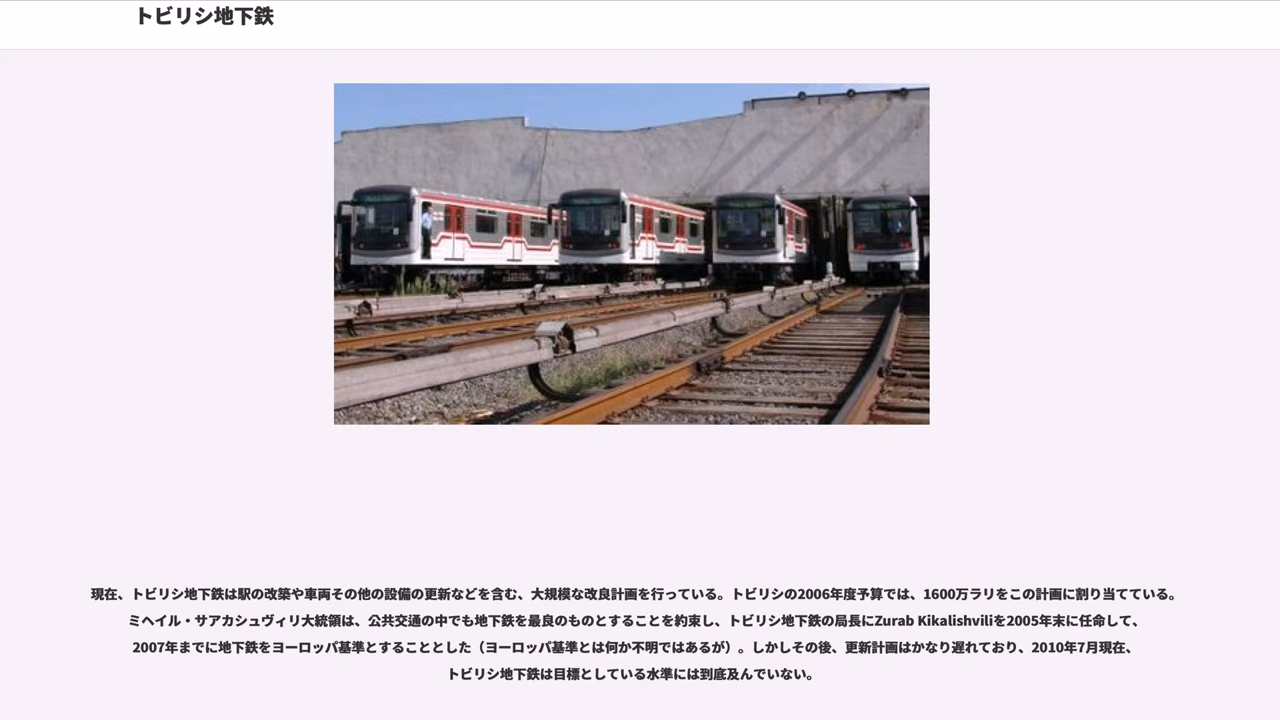 トビリシ地下鉄
現在、トビリシ地下鉄は駅の改築や車両その他の設備の更新などを含む、大規模な改良計画を行っている。トビリシの2006年度予算では、1600万ラリをこの計画に割り当てている。
ミヘイル・サアカシュヴィリ大統領は、公共交通の中でも地下鉄を最良のものとすることを約束し、トビリシ地下鉄の局長にZurab Kikalishviliを2005年末に任命して、
2007年までに地下鉄をヨーロッパ基準とすることとした（ヨーロッパ基準とは何か不明ではあるが）。しかしその後、更新計画はかなり遅れており、2010年7月現在、
トビリシ地下鉄は目標としている水準には到底及んでいない。